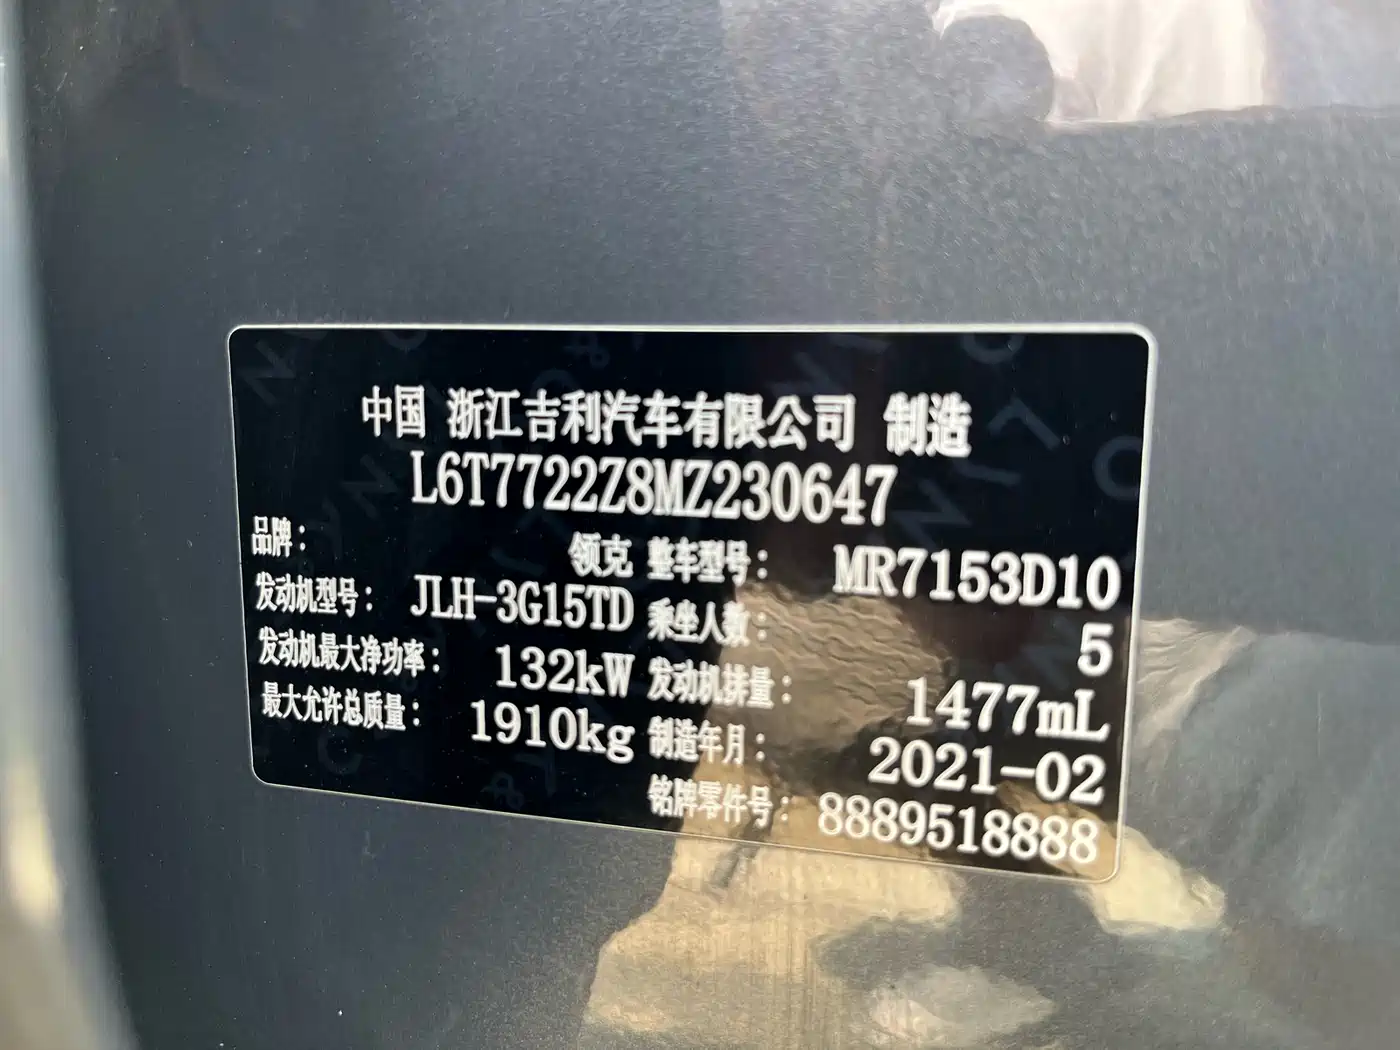 中国 浙江吉利汽车有限公司 制造
L6T7722Z8MZ230647
品牌： 领克 整车型号： MR7153D10
发动机型号： JLH-3G15TD 乘坐人数： 5
发动机最大净功率： 132kW 发动机排量： 1477mL
最大允许总质量： 1910kg 制造年月： 2021-02
铭牌零件号： 8889518888